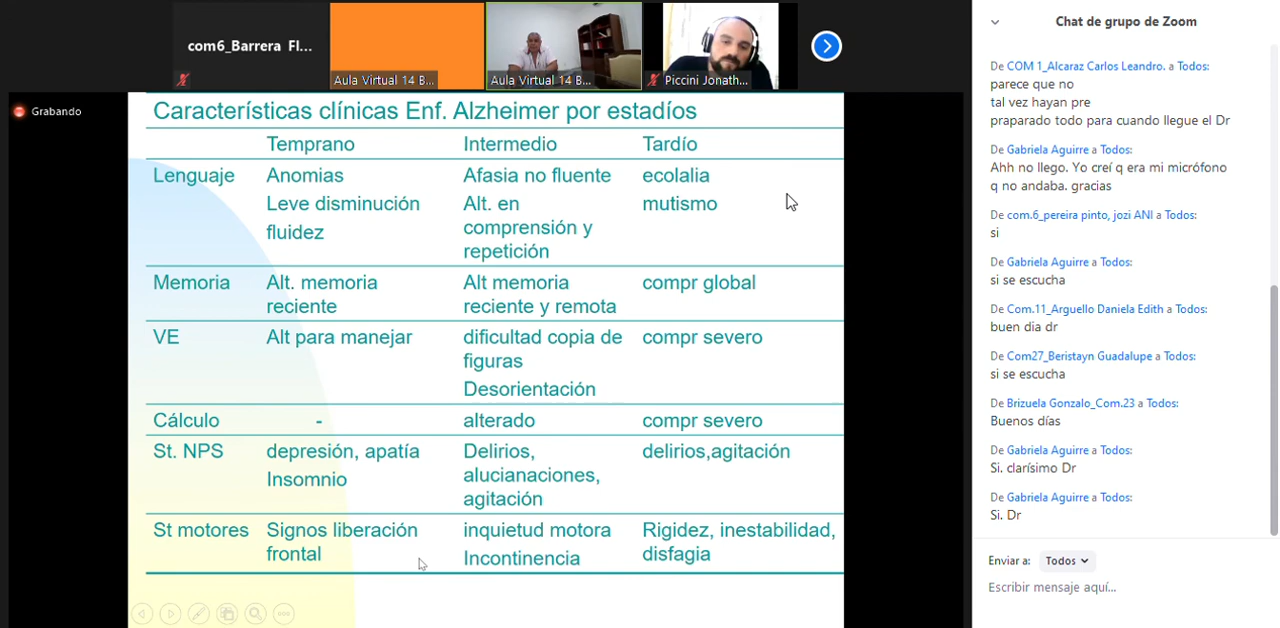 com6_Barrera Fl...
Aula Virtual 14 B...
Aula Virtual 14 B...
Piccini Jonath...
Grabando
Características clínicas Enf. Alzheimer por estadíos
Temprano Intermedio Tardío
Lenguaje Anomias Afasia no fluente ecolalia
Leve disminución Alt. en mutismo
fluidez comprensión y
repetición
Memoria Alt. memoria Alt memoria compr global
reciente reciente y remota
VE Alt para manejar dificultad copia de compr severo
figuras
Desorientación
Cálculo - alterado compr severo
St. NPS depresión, apatía Delirios, delirios,agitación
Insomnio alucianaciones,
agitación
St motores Signos liberación inquietud motora Rigidez, inestabilidad,
frontal Incontinencia disfagia
Chat de grupo de Zoom
De COM 1_Alcaraz Carlos Leandro. a Todos:
parece que no
tal vez hayan pre
praparado todo para cuando llegue el Dr
De Gabriela Aguirre a Todos:
Ahh no llego. Yo creí q era mi micrófono
q no andaba. gracias
De com.6_pereira pinto, jozi ANI a Todos:
si
De Gabriela Aguirre a Todos:
si se escucha
De Com.11_Arguello Daniela Edith a Todos:
buen dia dr
De Com27_Beristayn Guadalupe a Todos:
si se escucha
De Brizuela Gonzalo_Com.23 a Todos:
Buenos días
De Gabriela Aguirre a Todos:
Si. clarísimo Dr
De Gabriela Aguirre a Todos:
Si. Dr
Enviar a: Todos
Escribir mensaje aquí...